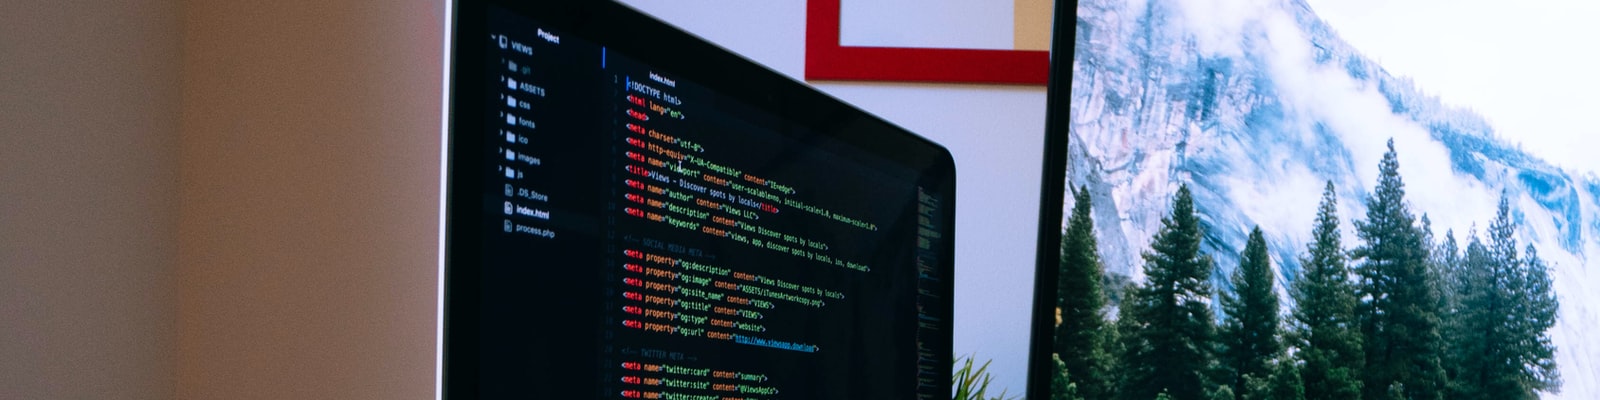 Project
VIEWS
.git
ASSETS
css
fonts
ico
images
js
.DS_Store
index.html
process.php
index.html
1
<!DOCTYPE html>
<html lang="en">
<head>
<meta charset="utf-8">
<meta http-equiv="X-UA-Compatible" content="IE=edge">
<meta name="viewport" content="user-scalable=no, initial-scale=1.0, maximum-scale=1.0">
<title>Views - Discover spots by locals</title>
<meta name="author" content="Views LLC">
<meta name="description" content="Views Discover spots by locals">
<meta name="keywords" content="views, app, discover spots by locals, ios, download">
<!-- SOCIAL MEDIA META -->
<meta property="og:description" content="Views Discover spots by locals">
<meta property="og:image" content="ASSETS/iTunesArtworkcopy.png">
<meta property="og:site_name" content="VIEWS">
<meta property="og:title" content="VIEWS">
<meta property="og:type" content="website">
<meta property="og:url" content="http://www.viewsapp.download">
<!-- TWITTER META -->
<meta name="twitter:card" content="summary">
<meta name="twitter:site" content="@ViewsAppCo">
<meta name="twitter:creator"